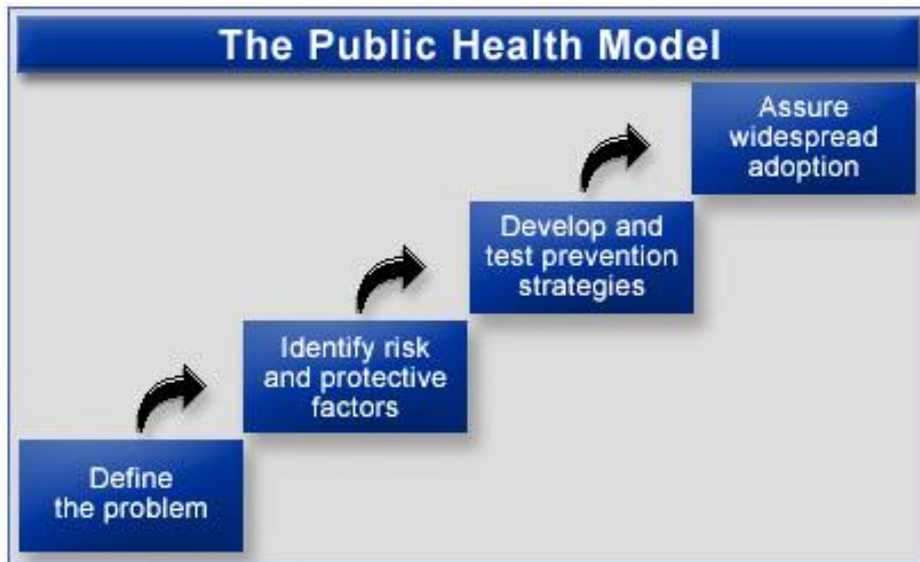 The Public Health Model
Define
the problem
Identify risk
and protective
factors
Develop and
test prevention
strategies
Assure
widespread
adoption